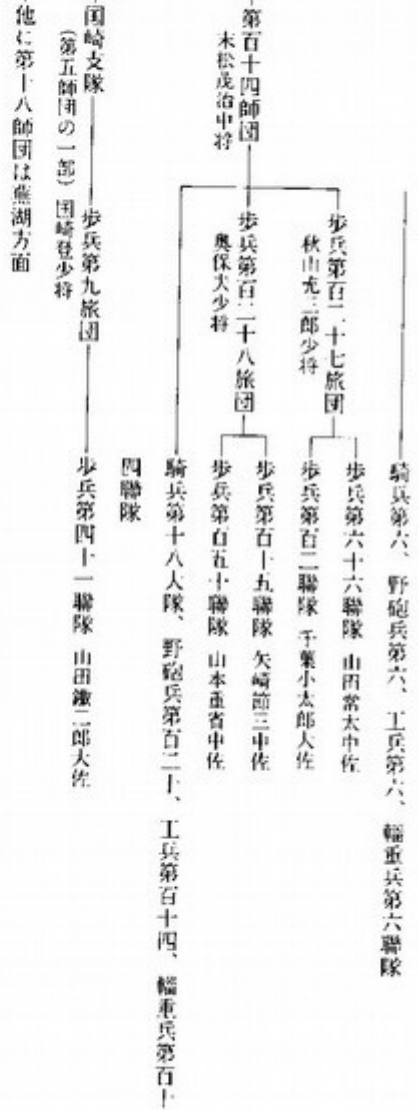 騎兵第六、野砲兵第六、工兵第六、輜重兵第六聯隊
第百十四師団
末松茂治中将
歩兵第百二十七旅団
秋山充三郎少将
歩兵第六十六聯隊 山田常太中佐
歩兵第百二聯隊 千葉小太郎大佐
歩兵第百二十八旅団
奥保夫少将
歩兵第百十五聯隊 矢崎節三中佐
歩兵第百五十聯隊 山本重省中佐
騎兵第十八大隊、野砲兵第百二十、工兵第百十四、輜重兵第百十
四聯隊
国崎支隊
(第五師団の一部)
歩兵第九旅団
国崎登少将
歩兵第四十一聯隊 山田鐵二郎大佐
他に第十八師団は蕪湖方面